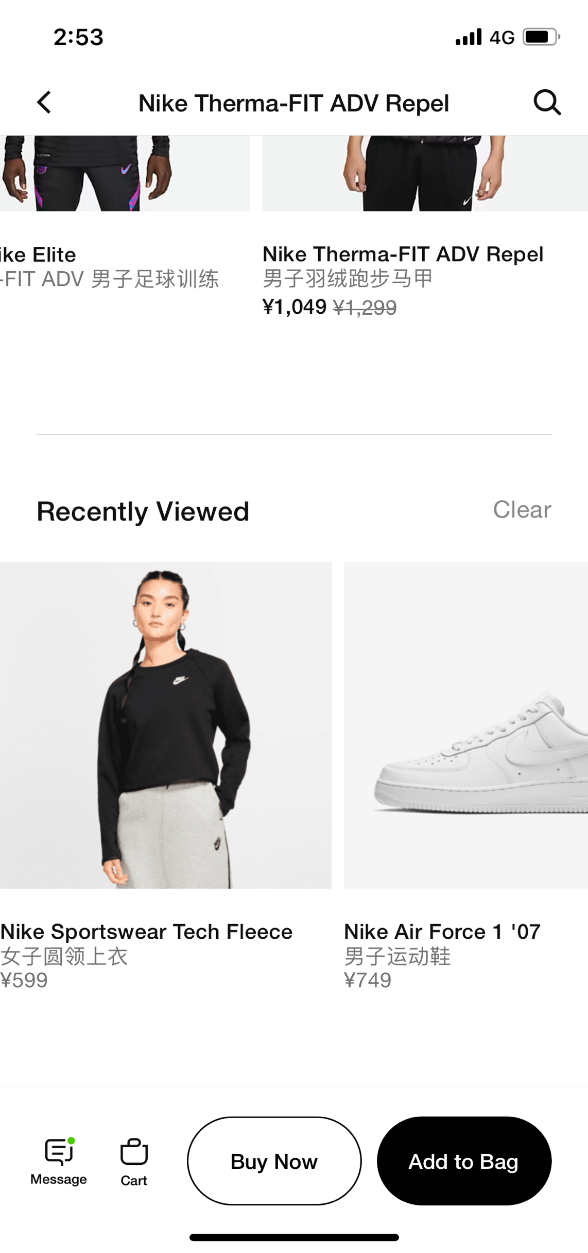 2:53
4G
Nike Therma-FIT ADV Repel
ike Elite
-FIT ADV 男子足球训练
Nike Therma-FIT ADV Repel
男子羽绒跑步马甲
¥1,049 ¥1,299
Recently Viewed
Clear
Nike Sportswear Tech Fleece
女子圆领上衣
¥599
Nike Air Force 1 '07
男子运动鞋
¥749
Message
Cart
Buy Now
Add to Bag